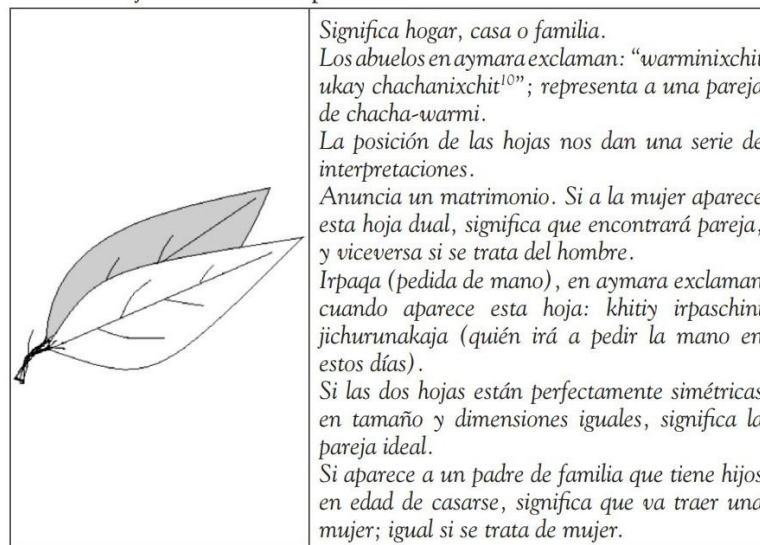 Significa hogar, casa o familia.
Los abuelos en aymara exclaman: “warminixchit
ukay chachanixchit¹⁰”; representa a una pareja
de chacha-warmi.
La posición de las hojas nos dan una serie de
interpretaciones.
Anuncia un matrimonio. Si a la mujer aparece
esta hoja dual, significa que encontrará pareja,
y viceversa si se trata del hombre.
Irpaqa (pedida de mano), en aymara exclaman
cuando aparece esta hoja: khitiy irpaschini
jichurunakaja (quién irá a pedir la mano en
estos días).
Si las dos hojas están perfectamente simétricas
en tamaño y dimensiones iguales, significa la
pareja ideal.
Si aparece a un padre de familia que tiene hijos
en edad de casarse, significa que va traer una
mujer; igual si se trata de mujer.